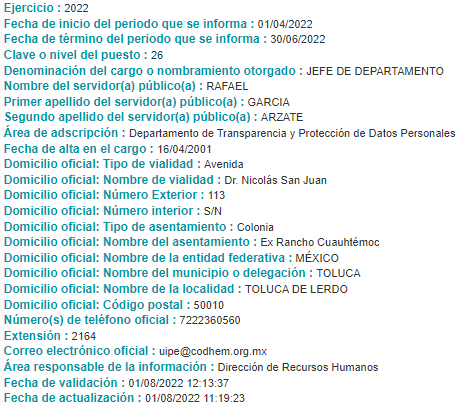 Ejercicio : 2022
Fecha de inicio del periodo que se informa : 01/04/2022
Fecha de término del periodo que se informa : 30/06/2022
Clave o nivel del puesto : 26
Denominación del cargo o nombramiento otorgado : JEFE DE DEPARTAMENTO
Nombre del servidor(a) público(a) : RAFAEL
Primer apellido del servidor(a) público(a) : GARCIA
Segundo apellido del servidor(a) público(a) : ARZATE
Área de adscripción : Departamento de Transparencia y Protección de Datos Personales
Fecha de alta en el cargo : 16/04/2001
Domicilio oficial: Tipo de vialidad : Avenida
Domicilio oficial: Nombre de vialidad : Dr. Nicolás San Juan
Domicilio oficial: Número Exterior : 113
Domicilio oficial: Número interior : S/N
Domicilio oficial: Tipo de asentamiento : Colonia
Domicilio oficial: Nombre del asentamiento : Ex Rancho Cuauhtémoc
Domicilio oficial: Nombre de la entidad federativa : MÉXICO
Domicilio oficial: Nombre del municipio o delegación : TOLUCA
Domicilio oficial: Nombre de la localidad : TOLUCA DE LERDO
Domicilio oficial: Código postal : 50010
Número(s) de teléfono oficial : 7222360560
Extensión : 2164
Correo electrónico oficial : uipe@codhem.org.mx
Área responsable de la información : Dirección de Recursos Humanos
Fecha de validación : 01/08/2022 12:13:37
Fecha de actualización : 01/08/2022 11:19:23